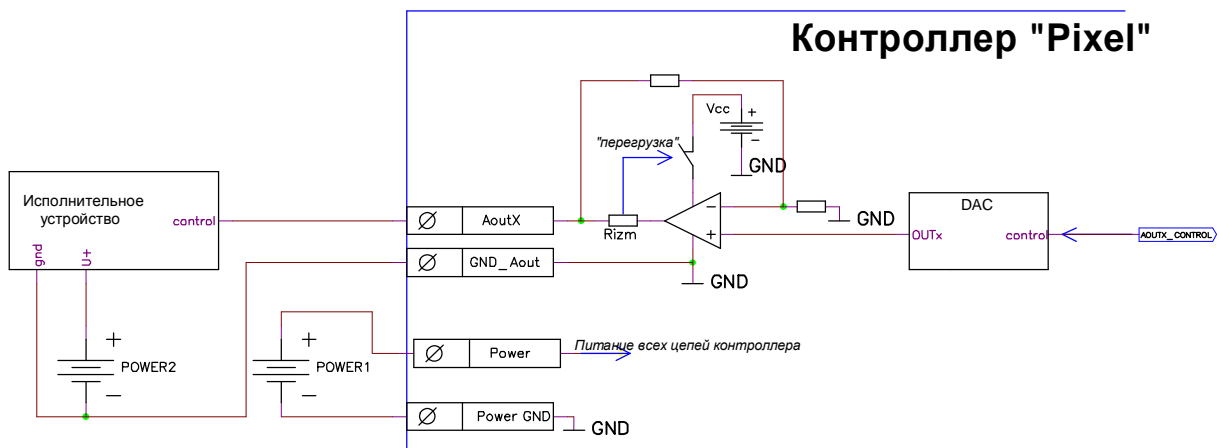 Контроллер "Pixel"
Vcc
+
−
"перегрузка"
GND
Исполнительное
устройство
control
gnd
U+
AoutX
Rizm
−
+
GND
DAC
OUTx
control
AOUTX_CONTROL
GND_Aout
GND
+
POWER2
−
+
POWER1
−
Power
Питание всех цепей контроллера
Power GND
GND